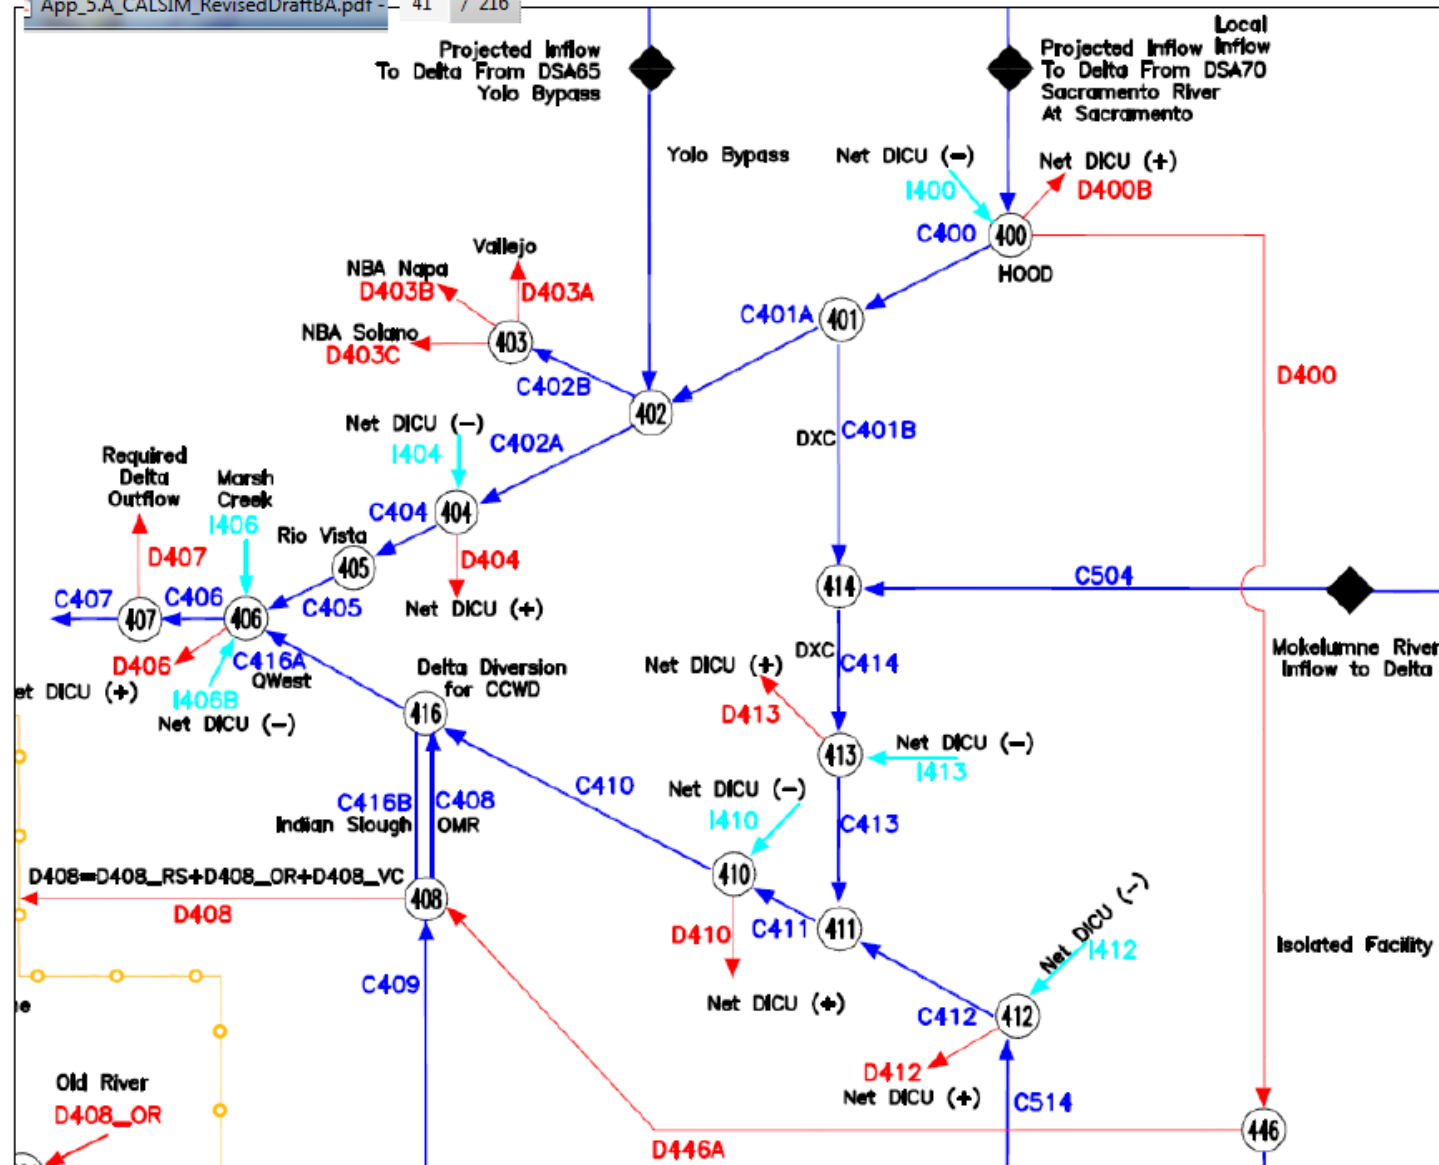 App_5.A_CALSIM_RevisedDraftBA.pdf -
41 / 216
Projected Inflow
To Delta From DSA65
Yolo Bypass
Local
Inflow
Projected Inflow
To Delta From DSA70
Sacramento River
At Sacramento
Yolo Bypass
Net DICU (-)
I400
Net DICU (+)
D400B
C400
400
HOOD
Vallejo
NBA Napa
D403B
D403A
NBA Solano
D403C
403
C401A
401
C402B
402
D400
Net DICU (-)
I404
C402A
DXC
C401B
Required
Delta
Outflow
Marsh
Creek
I406
C404
404
Rio Vista
405
D407
D404
C407
C406
C405
Net DICU (+)
407
406
414
C504
D406
C416A
QWest
I406B
Net DICU (-)
et DICU (+)
Delta Diversion
for CCWD
416
DXC
C414
Net DICU (+)
D413
413
Net DICU (-)
I413
Mokelumne River
Inflow to Delta
C410
Net DICU (-)
I410
C416B
C408
Indian Slough
OMR
C413
D408=D408_RS+D408_OR+D408_VC
D408
408
410
D410
C411
411
Net DICU (+)
Net DICU (-)
I412
Isolated Facility
C409
C412
412
D412
Net DICU (+)
C514
e
Old River
D408_OR
D446A
446